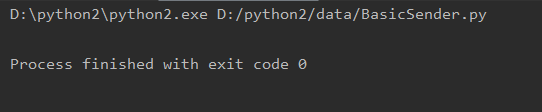 D:\python2\python2.exe D:/python2/data/BasicSender.py
Process finished with exit code 0